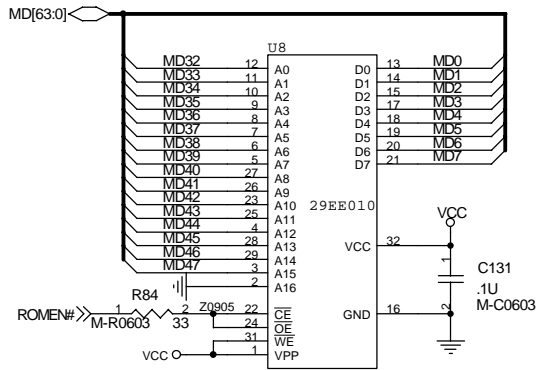 MD[63:0]
U8
MD32 12 A0 D0 13 MD0
MD33 11 A1 D1 14 MD1
MD34 10 A2 D2 15 MD2
MD35 9 A3 D3 17 MD3
MD36 8 A4 D4 18 MD4
MD37 7 A5 D5 19 MD5
MD38 6 A6 D6 20 MD6
MD39 5 A7 D7 21 MD7
MD40 27 A8
MD41 26 A9
MD42 23 A10 29EE010
MD43 25 A11
MD44 4 A12
MD45 28 A13
MD46 29 A14
MD47 3 A15
2 A16
VCC 32
VCC
1
C131
.1U
M-C0603
2
GND 16
R84
ROMEN# 1 2 Z0905 22 CE
M-R0603 33 24 OE
31 WE
VCC 1 VPP